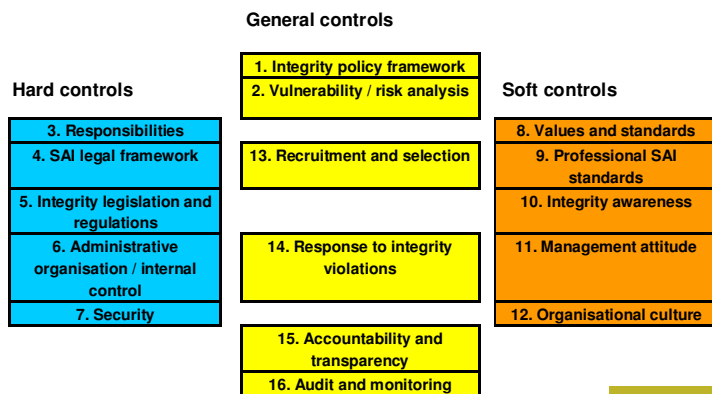 General controls
1. Integrity policy framework
2. Vulnerability / risk analysis
Hard controls
Soft controls
3. Responsibilities
4. SAI legal framework
5. Integrity legislation and
regulations
6. Administrative
organisation / internal
control
7. Security
13. Recruitment and selection
14. Response to integrity
violations
15. Accountability and
transparency
16. Audit and monitoring
8. Values and standards
9. Professional SAI
standards
10. Integrity awareness
11. Management attitude
12. Organisational culture